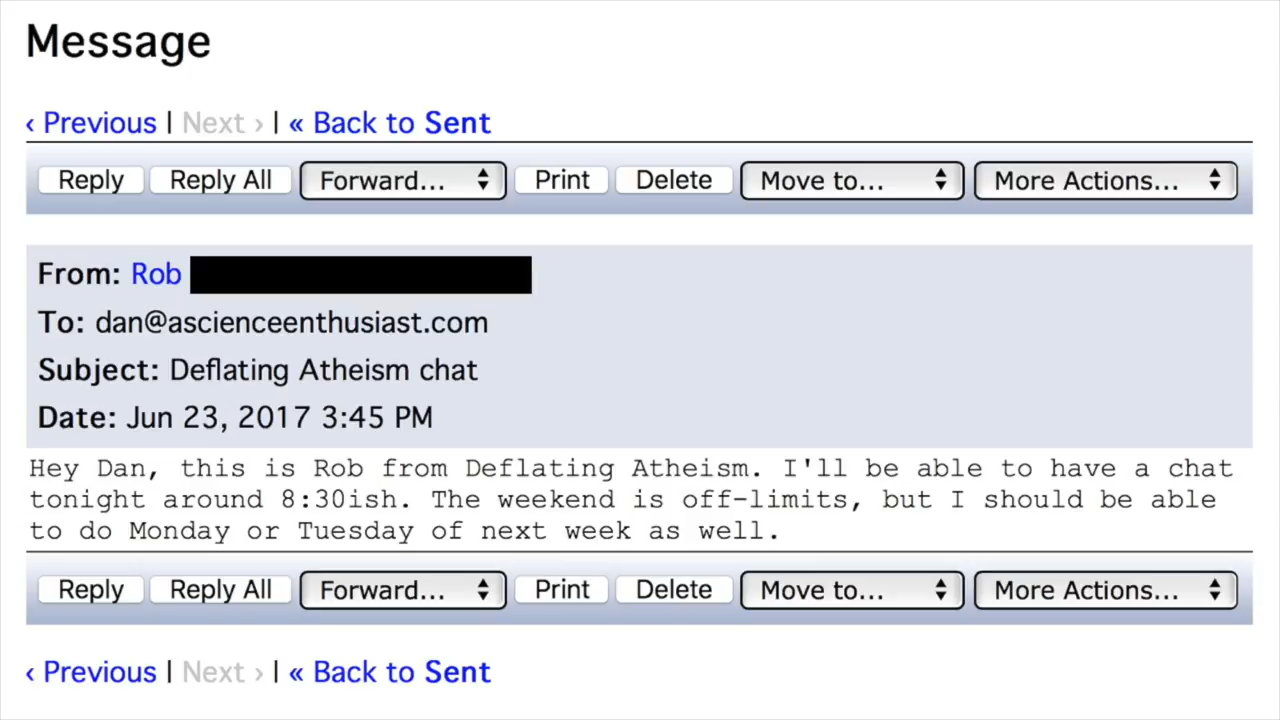 Message
‹ Previous | Next › | « Back to Sent
Reply Reply All Forward... Print Delete Move to... More Actions...
From: Rob
To: dan@ascienceenthusiast.com
Subject: Deflating Atheism chat
Date: Jun 23, 2017 3:45 PM
Hey Dan, this is Rob from Deflating Atheism. I'll be able to have a chat
tonight around 8:30ish. The weekend is off-limits, but I should be able
to do Monday or Tuesday of next week as well.
Reply Reply All Forward... Print Delete Move to... More Actions...
‹ Previous | Next › | « Back to Sent